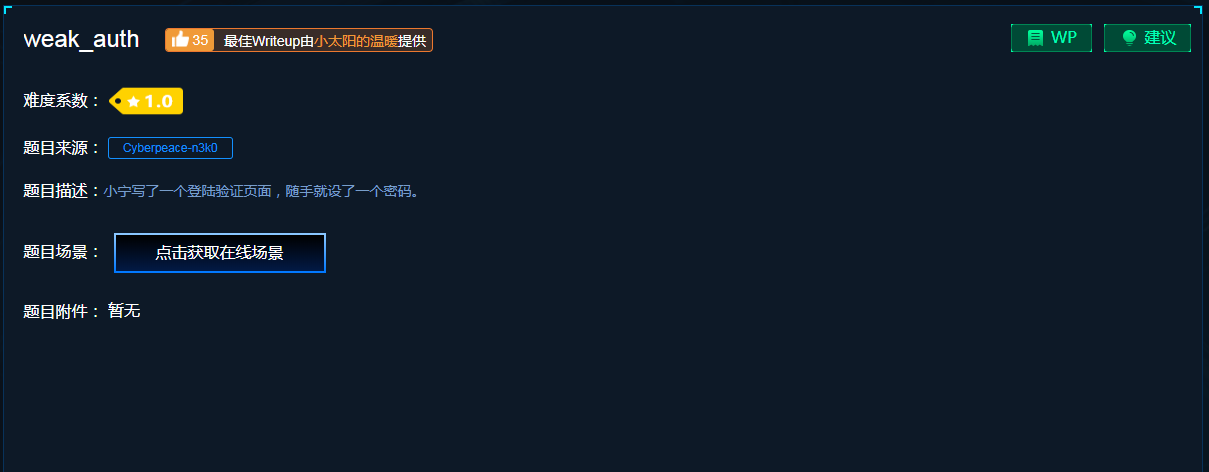 weak_auth 35 最佳Writeup由小太阳的温暖提供 WP 建议
难度系数： 1.0
题目来源： Cyberpeace-n3k0
题目描述：小宁写了一个登陆验证页面，随手就设了一个密码。
题目场景： 点击获取在线场景
题目附件： 暂无